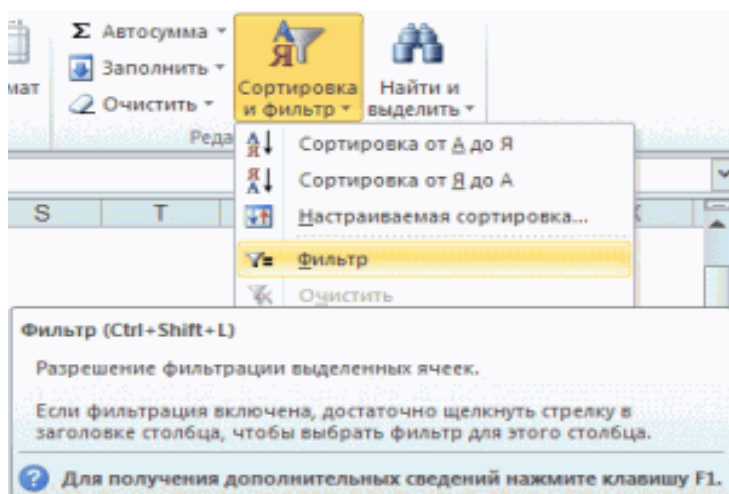 Σ Автосумма
Заполнить
Очистить
мат
Сортировка
и фильтр
Найти и
выделить
Реда
Сортировка от А до Я
Сортировка от Я до А
Настраиваемая сортировка...
S T
Фильтр
Очистить
Фильтр (Ctrl+Shift+L)
Разрешение фильтрации выделенных ячеек.
Если фильтрация включена, достаточно щелкнуть стрелку в
заголовке столбца, чтобы выбрать фильтр для этого столбца.
Для получения дополнительных сведений нажмите клавишу F1.